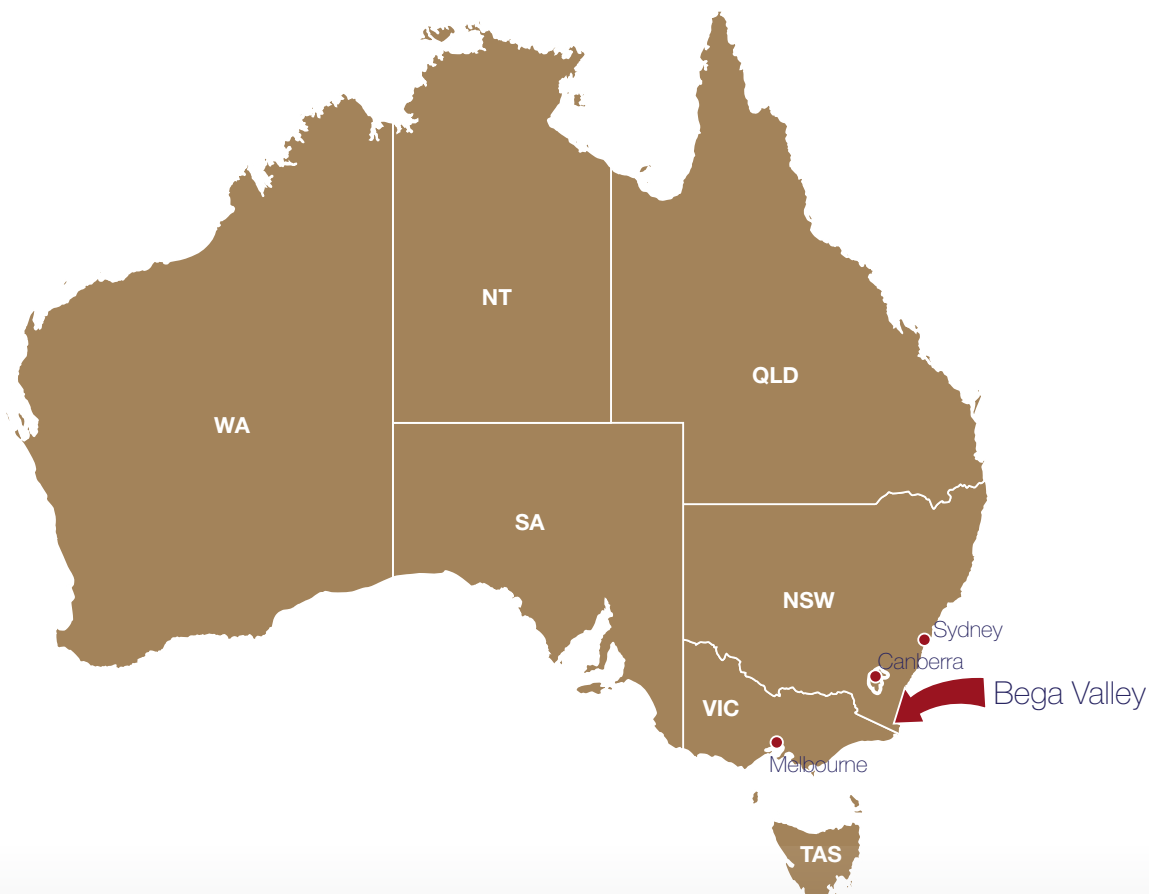 NT
QLD
WA
SA
NSW
Sydney
Canberra
Bega Valley
VIC
Melbourne
TAS